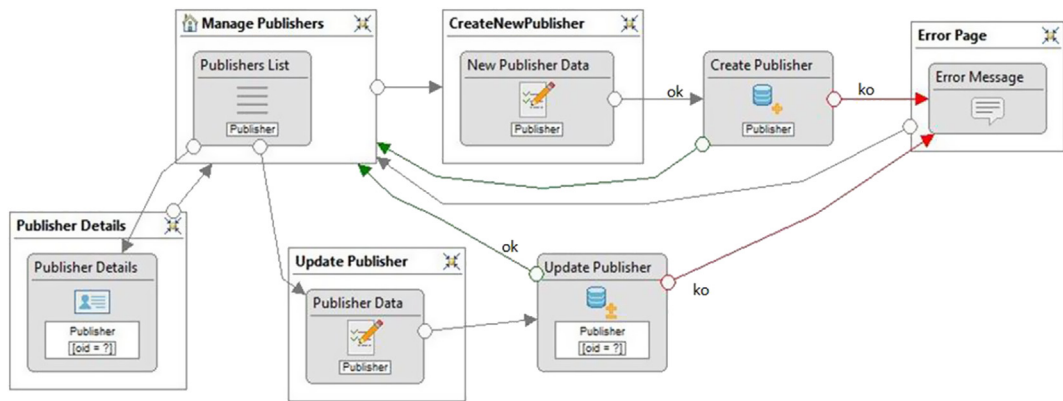 Manage Publishers
Publishers List
Publisher
CreateNewPublisher
New Publisher Data
Publisher
ok
Create Publisher
Publisher
ko
Error Page
Error Message
Publisher Details
Publisher Details
Publisher
[oid = ?]
Update Publisher
Publisher Data
Publisher
ok
Update Publisher
Publisher
[oid = ?]
ko